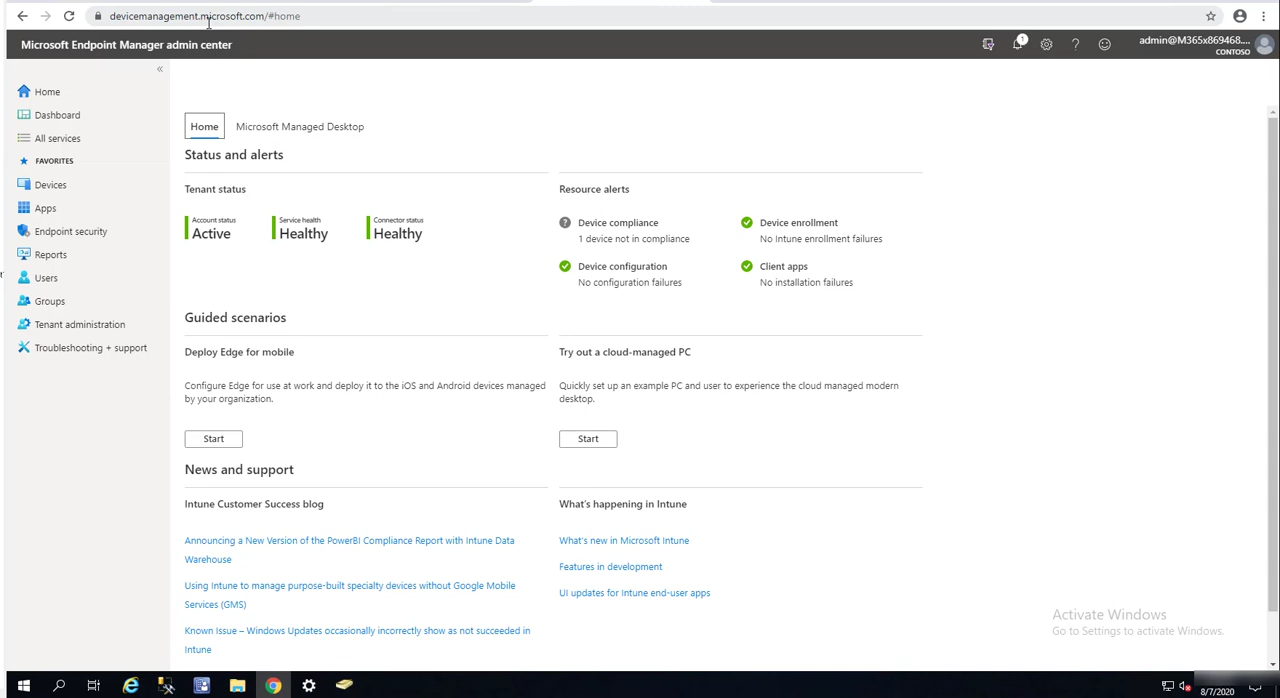 devicemanagement.microsoft.com/#home
Microsoft Endpoint Manager admin center
1
?
admin@M365x869468....
CONTOSO
«
Home
Dashboard
All services
FAVORITES
Devices
Apps
Endpoint security
Reports
Users
Groups
Tenant administration
Troubleshooting + support
Home
Microsoft Managed Desktop
Status and alerts
Tenant status
Account status
Active
Service health
Healthy
Connector status
Healthy
Resource alerts
Device compliance
1 device not in compliance
Device enrollment
No Intune enrollment failures
Device configuration
No configuration failures
Client apps
No installation failures
Guided scenarios
Deploy Edge for mobile
Configure Edge for use at work and deploy it to the iOS and Android devices managed
by your organization.
Start
Try out a cloud-managed PC
Quickly set up an example PC and user to experience the cloud managed modern
desktop.
Start
News and support
Intune Customer Success blog
Announcing a New Version of the PowerBI Compliance Report with Intune Data
Warehouse
Using Intune to manage purpose-built specialty devices without Google Mobile
Services (GMS)
Known Issue – Windows Updates occasionally incorrectly show as not succeeded in
Intune
What's happening in Intune
What's new in Microsoft Intune
Features in development
UI updates for Intune end-user apps
Activate Windows
Go to Settings to activate Windows.
8/7/2020